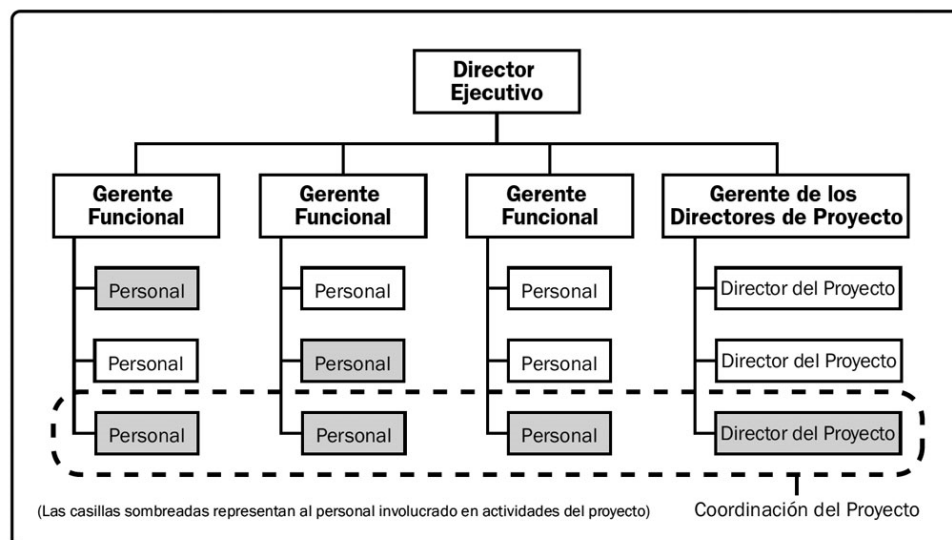 Director
Ejecutivo
Gerente
Funcional
Gerente
Funcional
Gerente
Funcional
Gerente de los
Directores de Proyecto
Personal
Personal
Personal
Director del Proyecto
Personal
Personal
Personal
Director del Proyecto
Personal
Personal
Personal
Director del Proyecto
(Las casillas sombreadas representan al personal involucrado en actividades del proyecto)
Coordinación del Proyecto